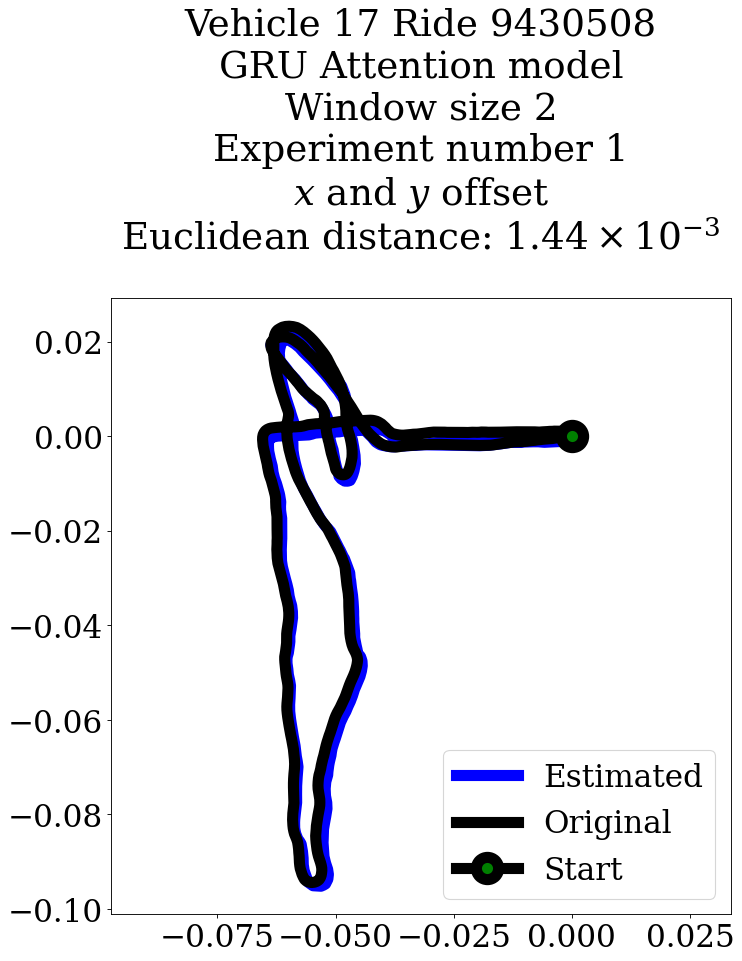 Vehicle 17 Ride 9430508
GRU Attention model
Window size 2
Experiment number 1
x and y offset
Euclidean distance: 1.44 × 10⁻³
0.02
0.00
−0.02
−0.04
−0.06
−0.08
−0.10
Estimated
Original
Start
−0.075 −0.050 −0.025 0.000 0.025